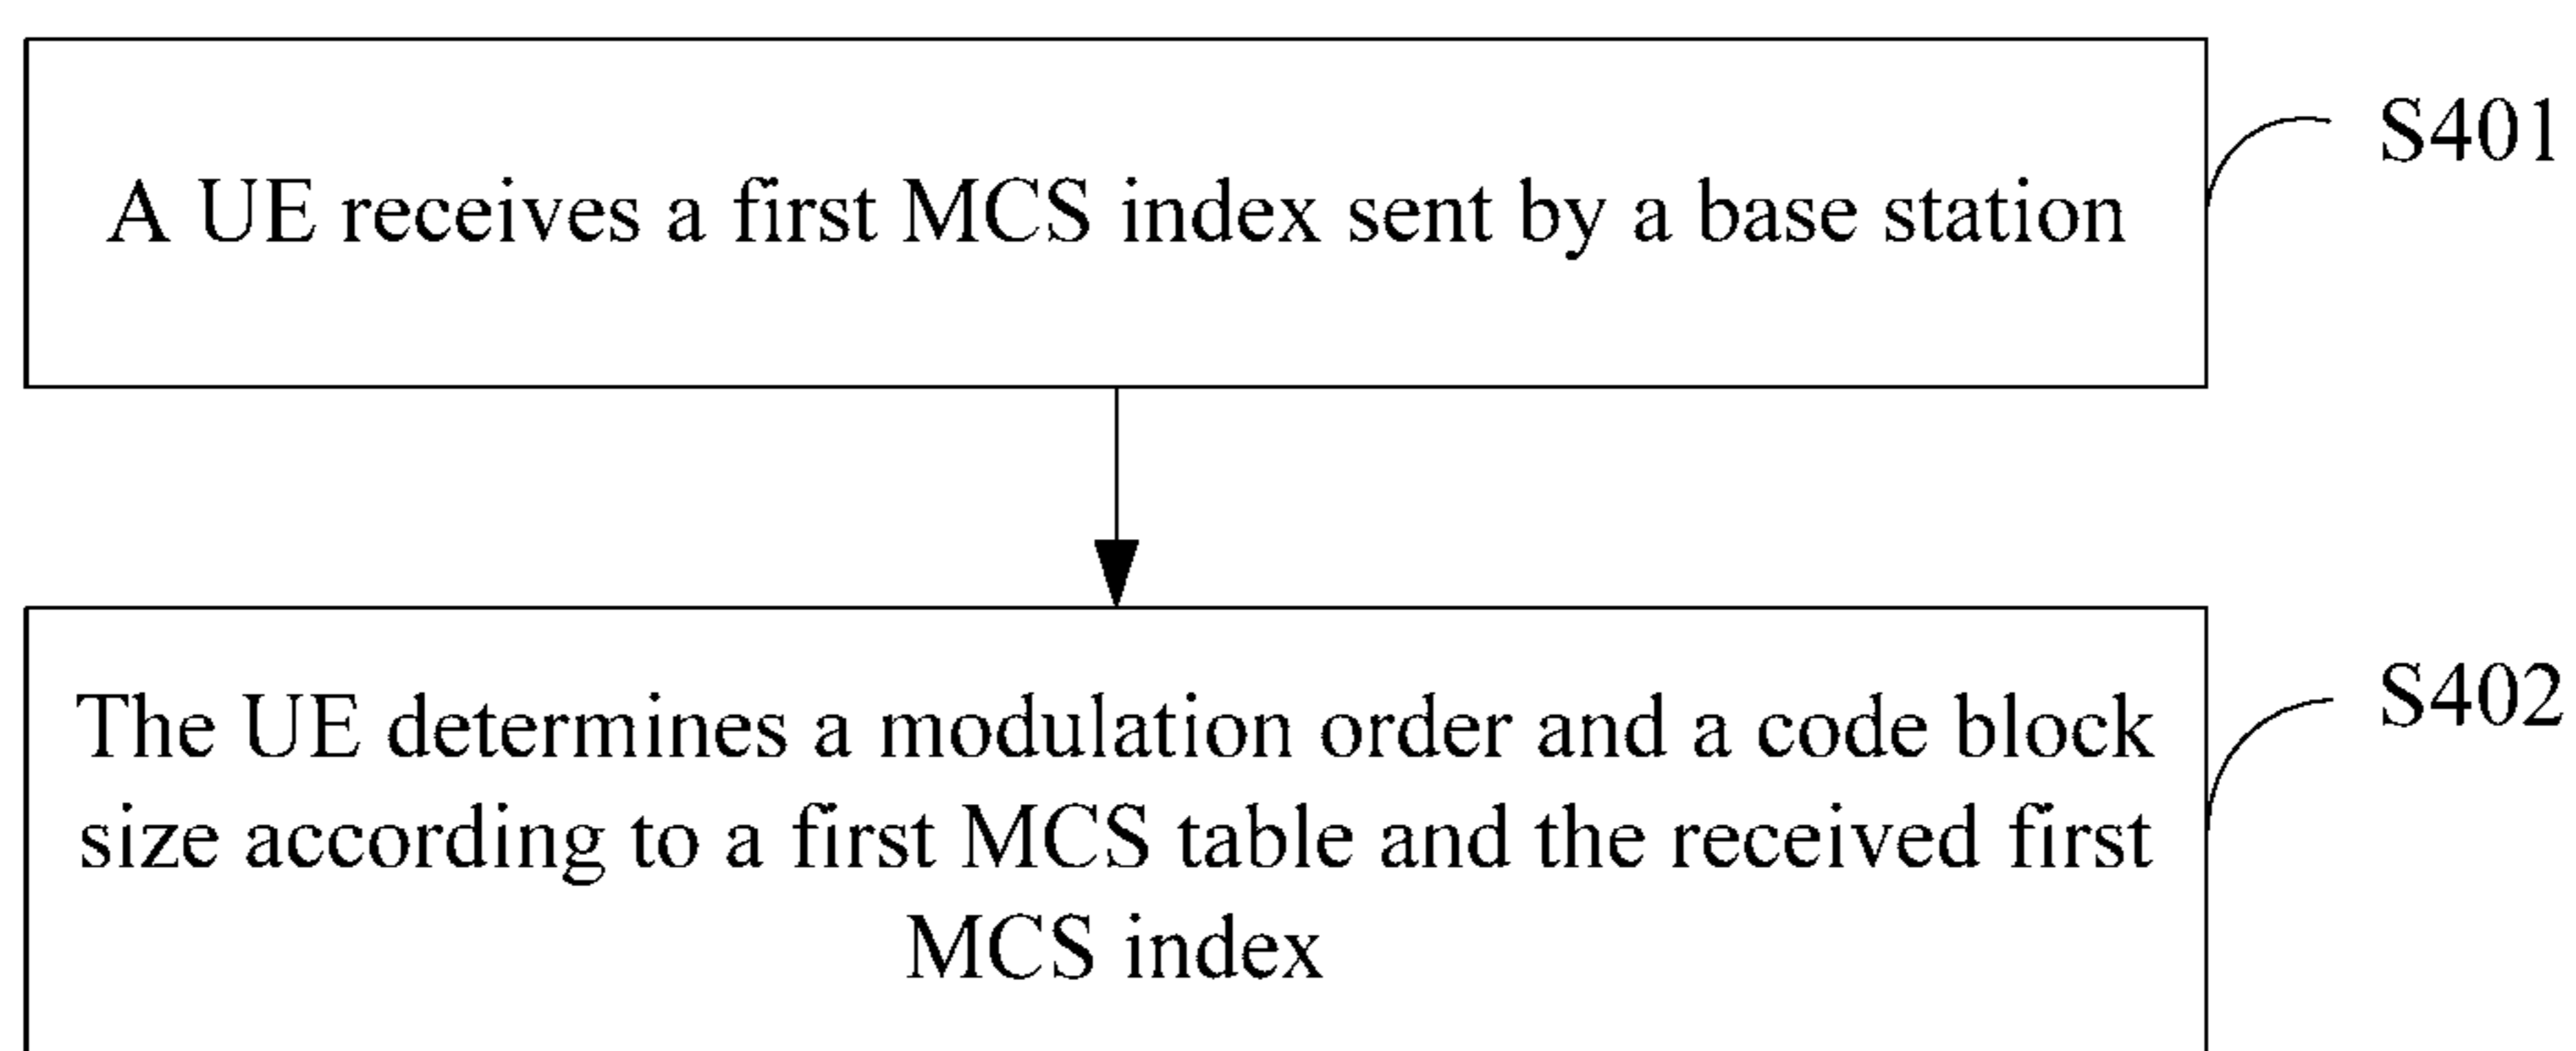 A UE receives a first MCS index sent by a base station
S401
The UE determines a modulation order and a code block
size according to a first MCS table and the received first
MCS index
S402